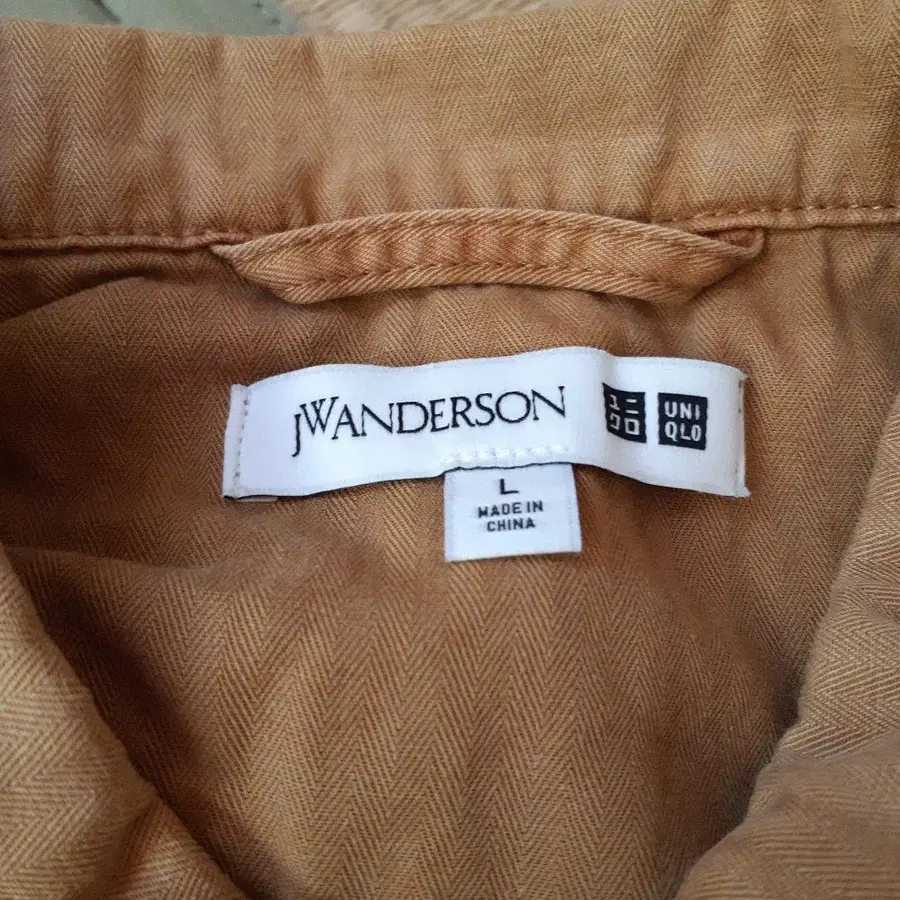 JWANDERSON
ユニ
クロ
UNI
QLO
L
MADE IN
CHINA